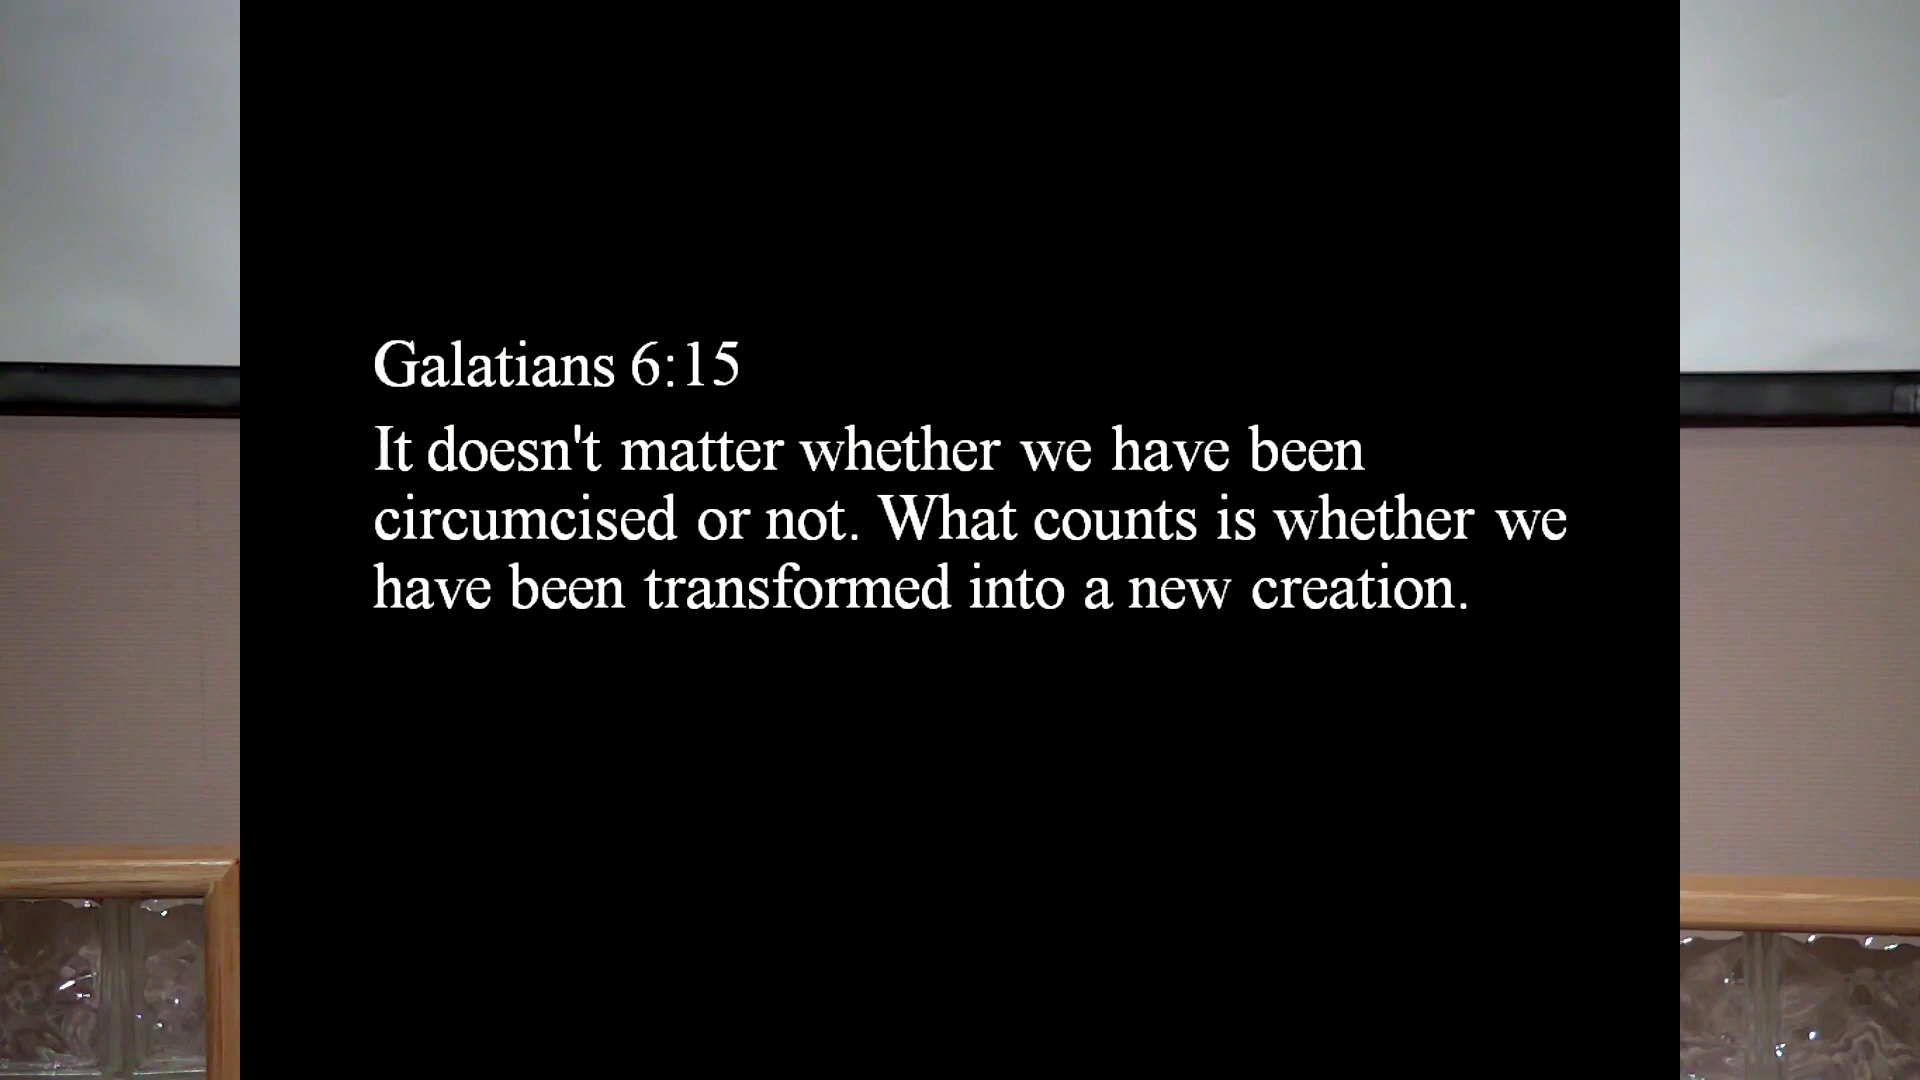 Galatians 6:15
It doesn't matter whether we have been
circumcised or not. What counts is whether we
have been transformed into a new creation.